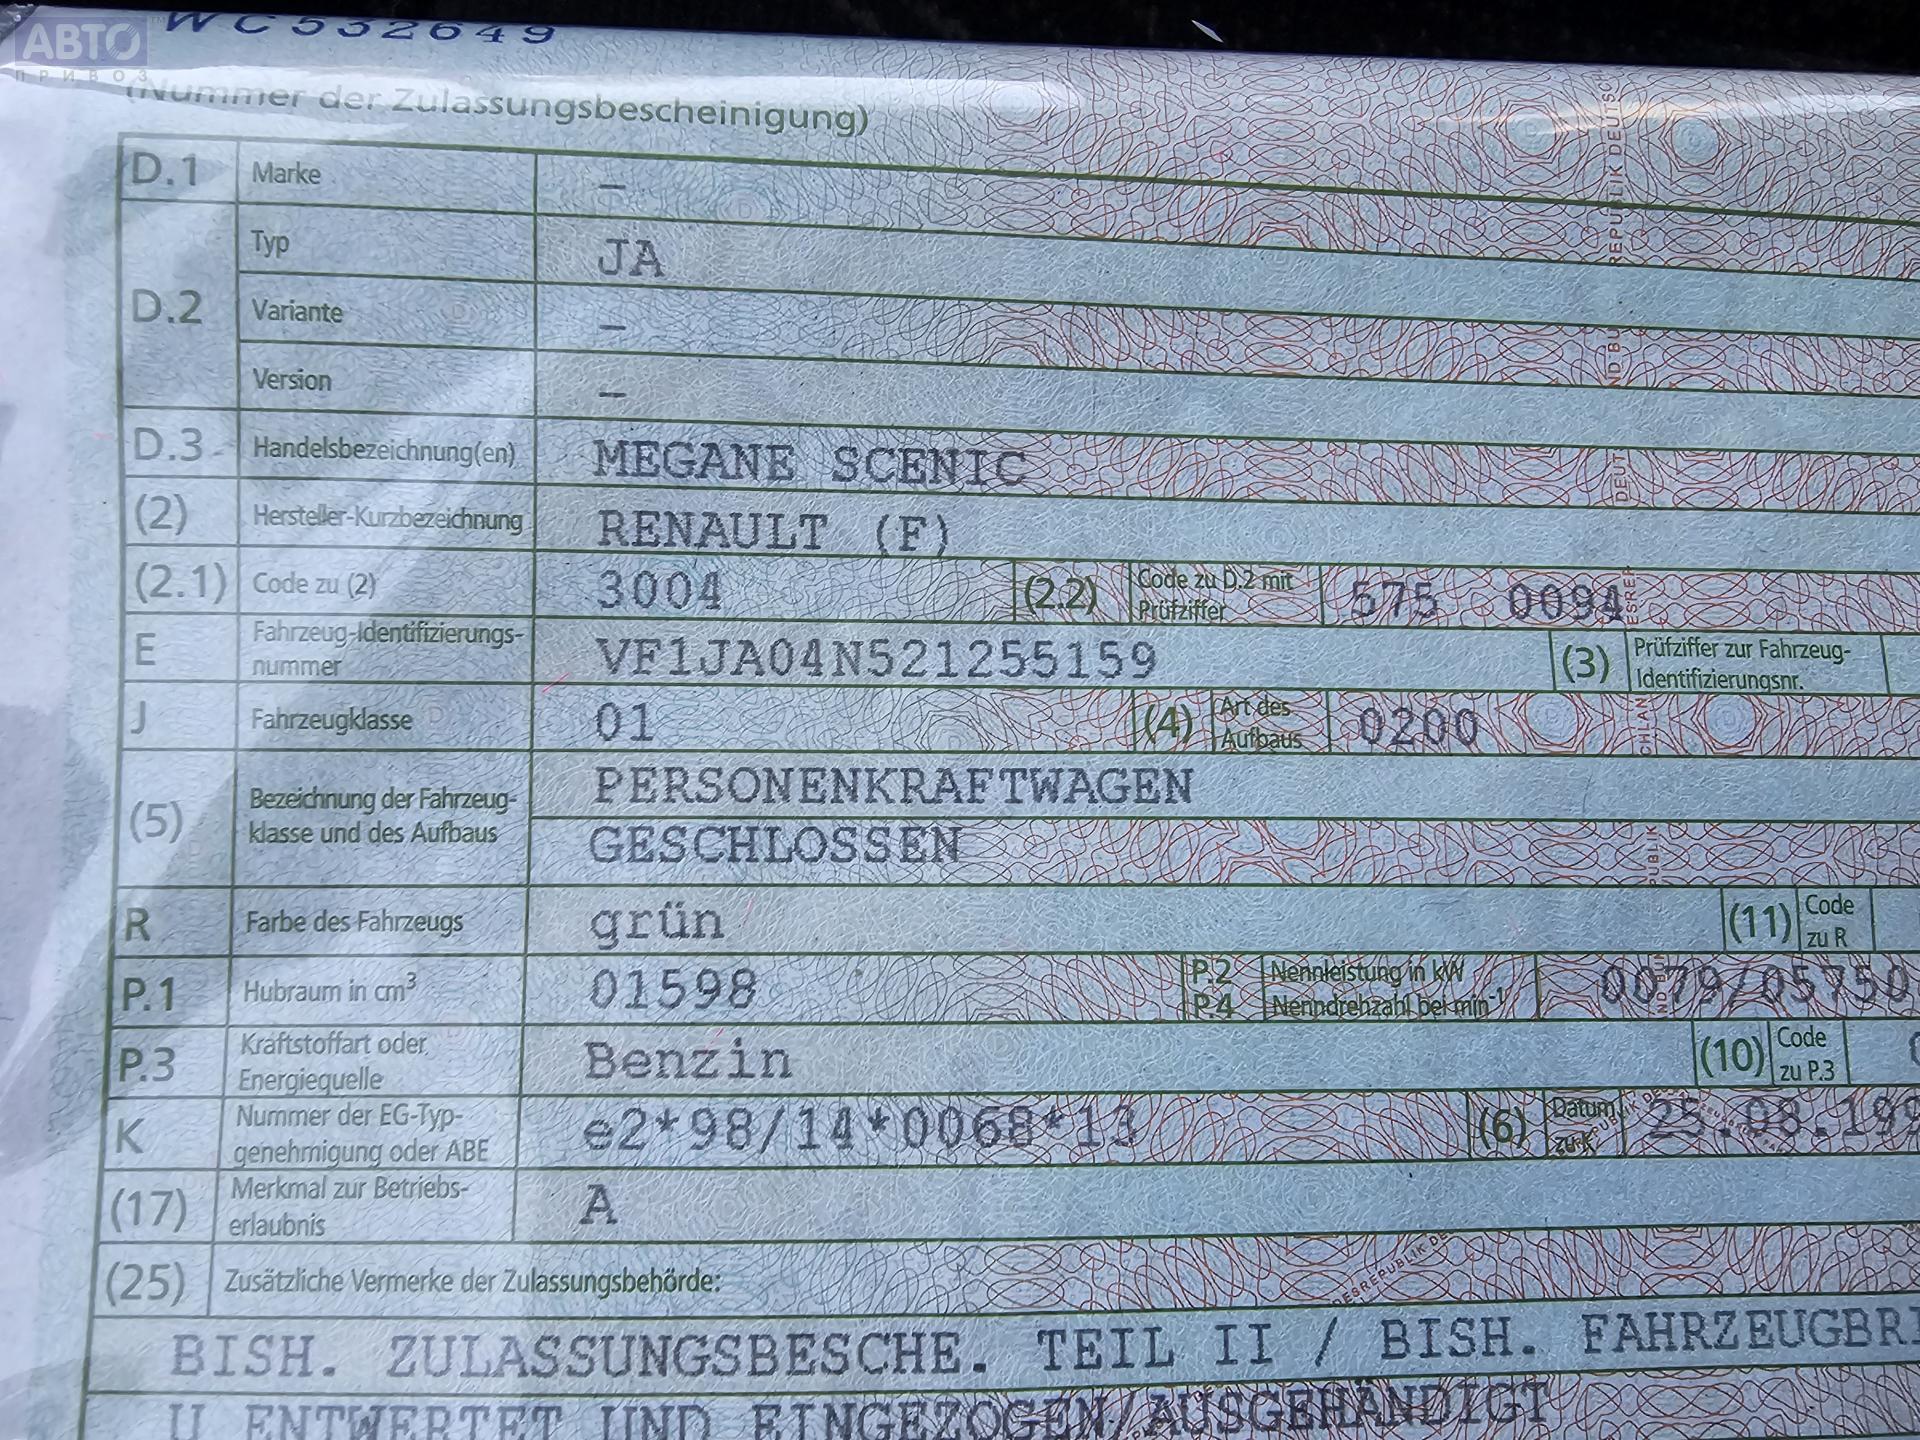 WC532649
АВТО
ПРИВОЗ
(Nummer der Zulassungsbescheinigung)
D.1 Marke –
D.2 Typ JA
Variante –
Version –
D.3 Handelsbezeichnung(en) MEGANE SCENIC
(2) Hersteller-Kurzbezeichnung RENAULT (F)
(2.1) Code zu (2) 3004 (2.2) Code zu D.2 mit Prüfziffer 575 0094
E Fahrzeug-Identifizierungs-
nummer VF1JA04N521255159 (3) Prüfziffer zur Fahrzeug-
Identifizierungsnr.
J Fahrzeugklasse 01 (4) Art des Aufbaus 0200
(5) Bezeichnung der Fahrzeug-
klasse und des Aufbaus
PERSONENKRAFTWAGEN
GESCHLOSSEN
R Farbe des Fahrzeugs grün (11) Code zu R
P.1 Hubraum in cm³ 01598 P.2 Nennleistung in kW
P.4 Nenndrehzahl bei min⁻¹ 0079/05750
P.3 Kraftstoffart oder
Energiequelle Benzin (10) Code zu P.3
K Nummer der EG-Typ-
genehmigung oder ABE e2*98/14*0068*13 (6) Datum zu K 25.08.199
(17) Merkmal zur Betriebs-
erlaubnis A
(25) Zusätzliche Vermerke der Zulassungsbehörde:
BISH. ZULASSUNGSBESCHE. TEIL II / BISH. FAHRZEUGBRI
U ENTWERTET UND EINGEZOGEN/AUSGEHÄNDIGT